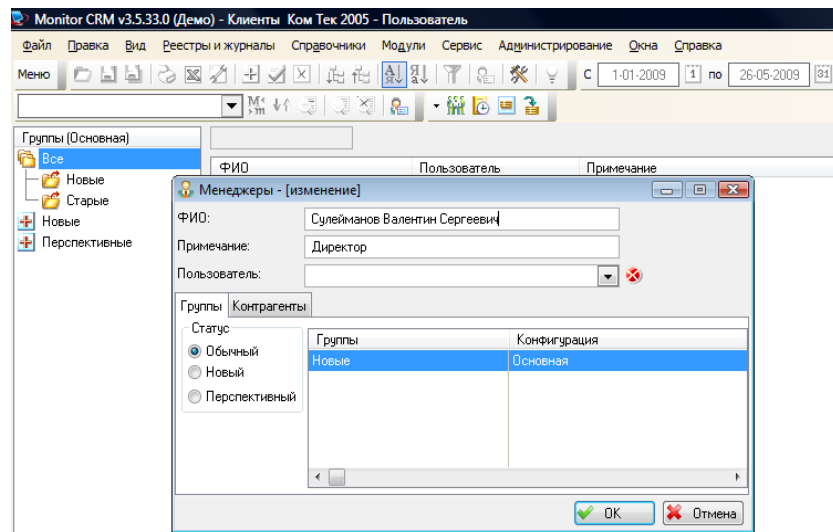 Monitor CRM v3.5.33.0 (Демо) - Клиенты Ком Тек 2005 - Пользователь
Файл Правка Вид Реестры и журналы Справочники Модули Сервис Администрирование Окна Справка
Меню С 1-01-2009 1 по 26-05-2009 31
Группы (Основная)
Все
ФИО Пользователь Примечание
Новые
Старые
Новые
Перспективные
Менеджеры - [изменение]
ФИО: Сулейманов Валентин Сергеевич
Примечание: Директор
Пользователь:
Группы Контрагенты
Статус
Обычный
Новый
Перспективный
Группы Конфигурация
Новые Основная
OK Отмена